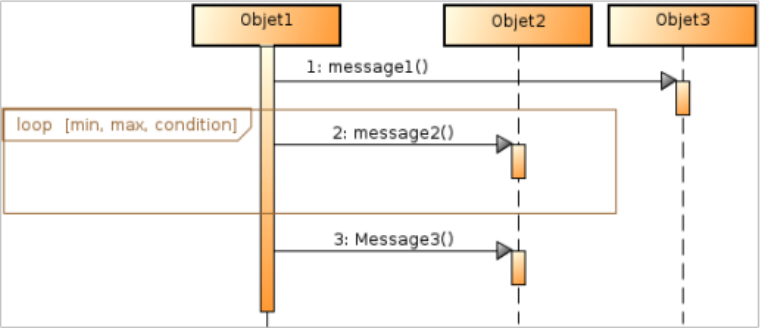 Objet1
Objet2
Objet3
1: message1()
loop [min, max, condition]
2: message2()
3: Message3()